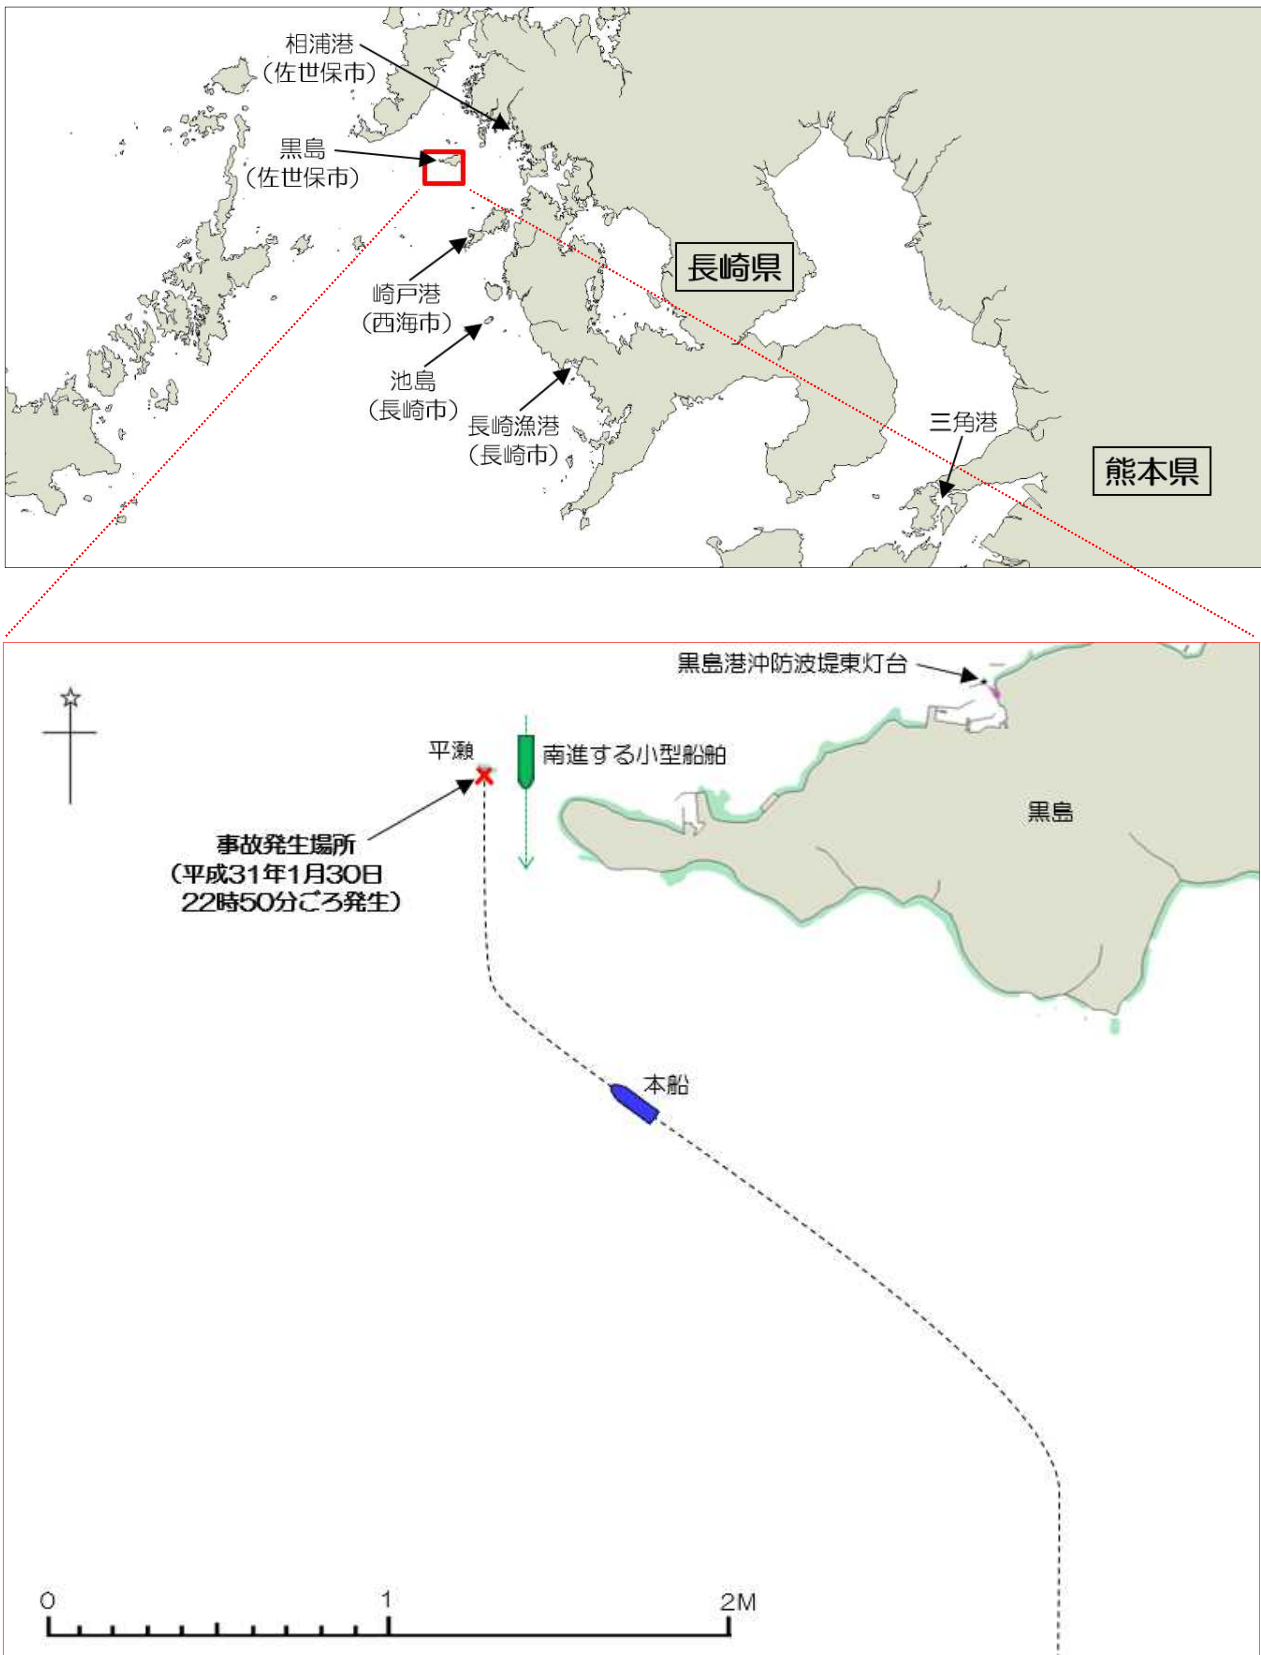 相浦港
（佐世保市）
黒島
（佐世保市）
長崎県
崎戸港
（西海市）
池島
（長崎市）
長崎漁港
（長崎市）
三角港
熊本県
黒島港沖防波堤東灯台
平瀬
南進する小型船舶
黒島
事故発生場所
（平成31年1月30日
22時50分ごろ発生）
本船
0 1 2M